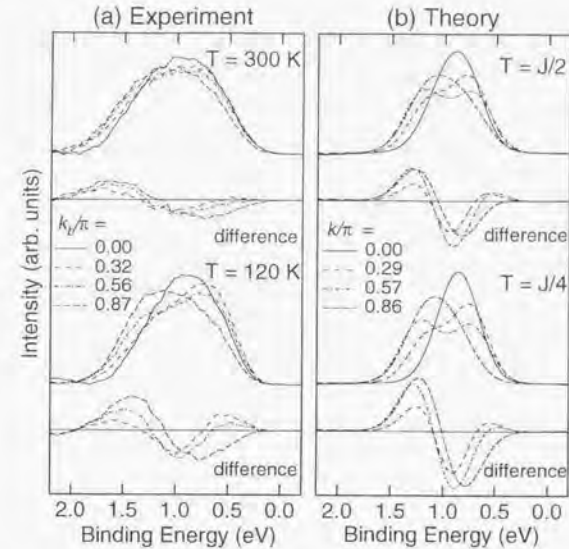 (a) Experiment
(b) Theory
T = 300 K
T = J/2
difference
difference
k_b/π =
0.00
0.32
0.56
0.87
k/π =
0.00
0.29
0.57
0.86
T = 120 K
T = J/4
difference
difference
Intensity (arb. units)
2.0 1.5 1.0 0.5 0.0
2.0 1.5 1.0 0.5 0.0
Binding Energy (eV)
Binding Energy (eV)